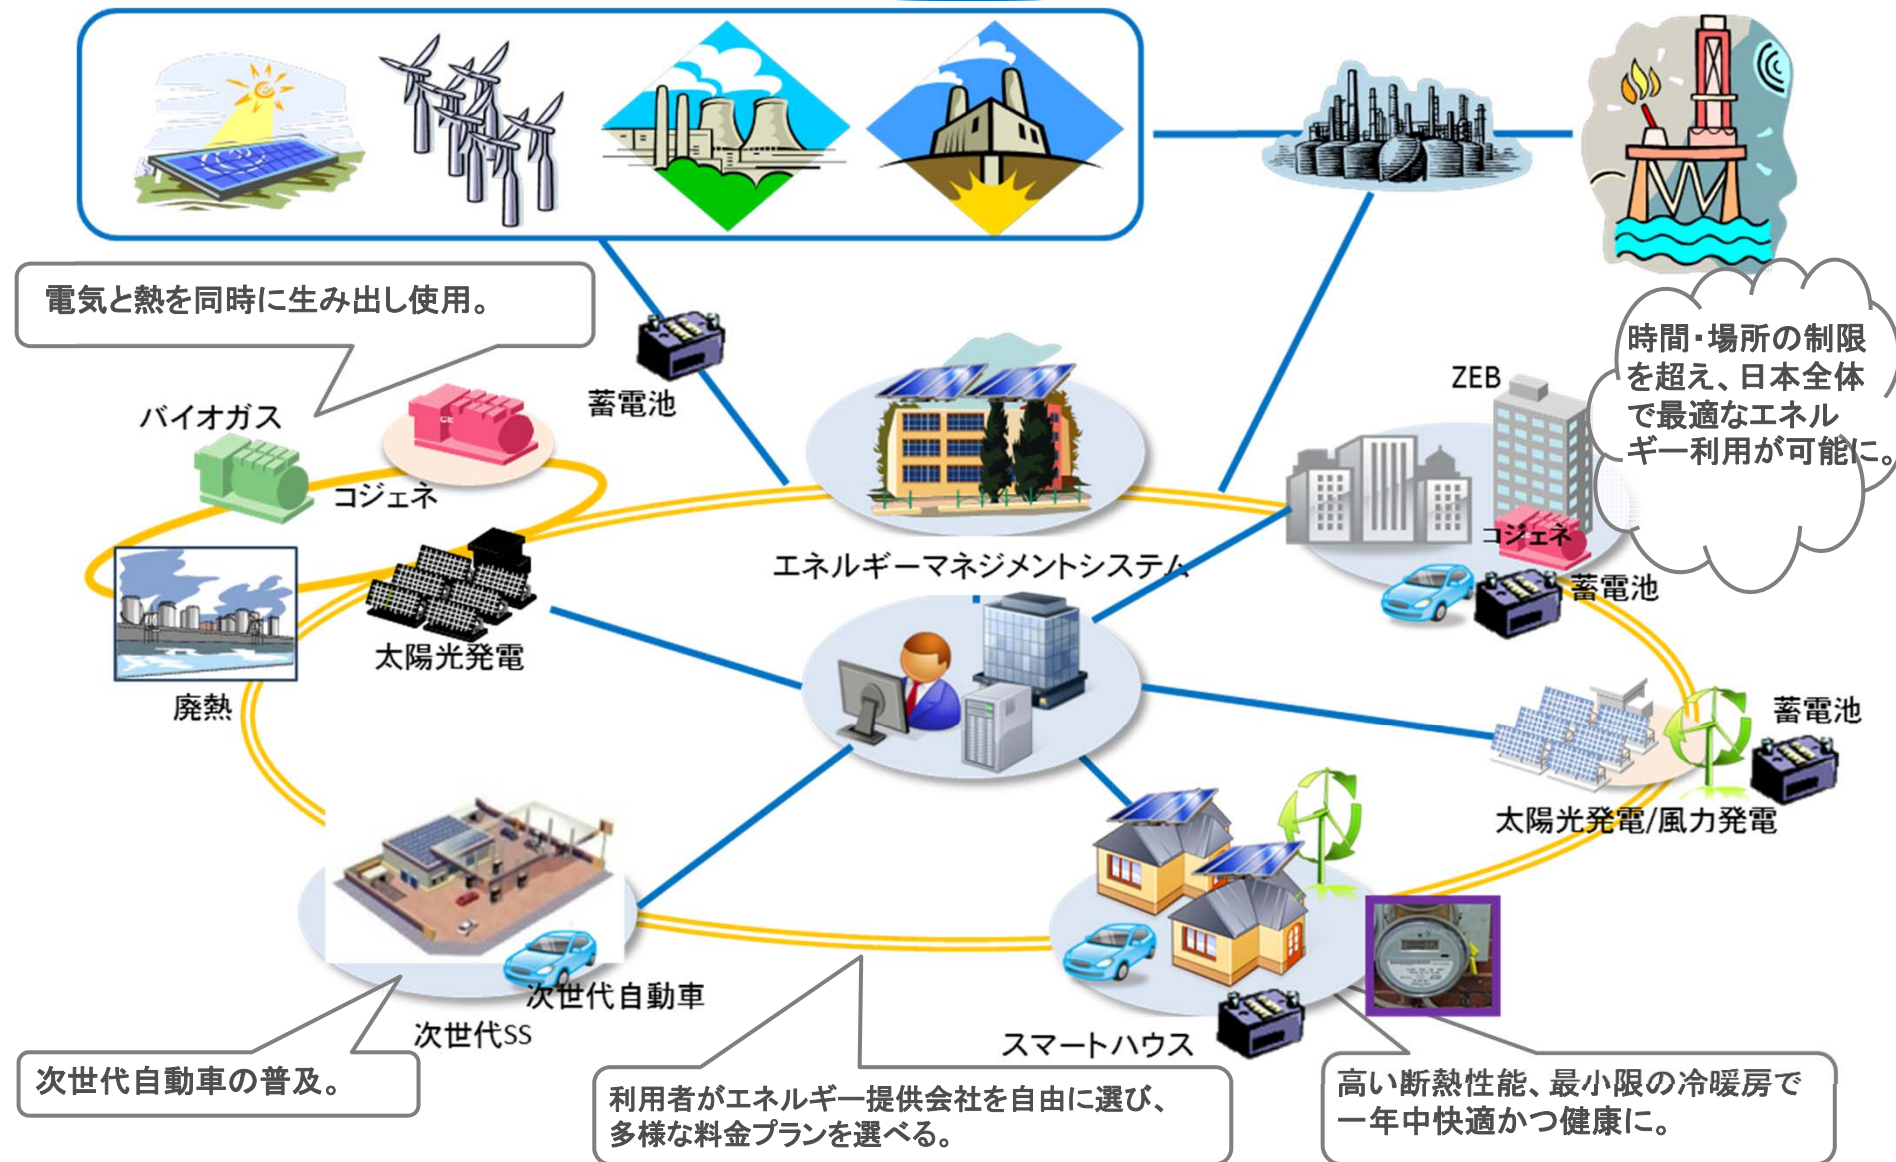 電気と熱を同時に生み出し使用。
蓄電池
バイオガス
コジェネ
ZEB
時間・場所の制限
を超え、日本全体
で最適なエネル
ギー利用が可能に。
コジェネ
蓄電池
エネルギーマネジメントシステム
太陽光発電
廃熱
蓄電池
太陽光発電/風力発電
次世代自動車
次世代SS
スマートハウス
次世代自動車の普及。
利用者がエネルギー提供会社を自由に選び、
多様な料金プランを選べる。
高い断熱性能、最小限の冷暖房で
一年中快適かつ健康に。